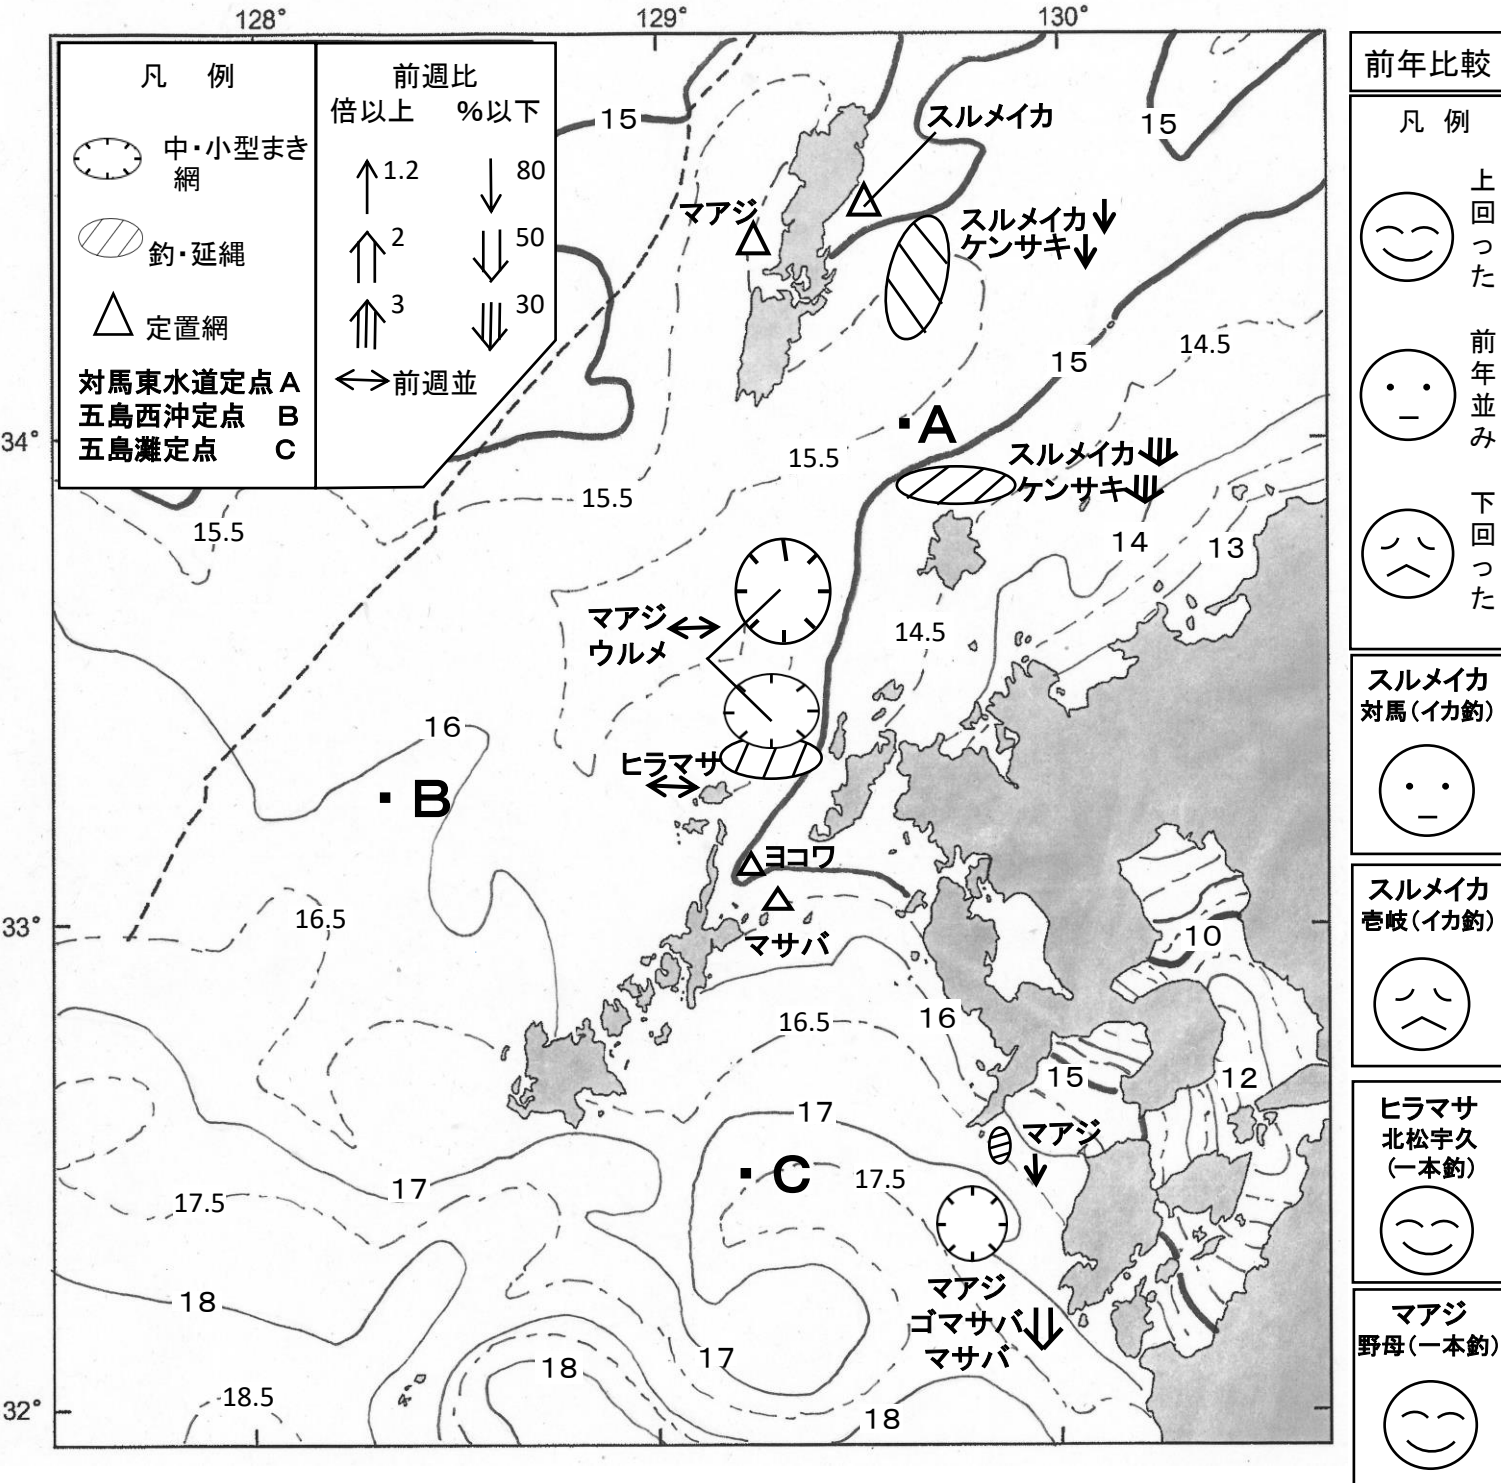 128°
129°
130°
凡 例
中・小型まき
網
釣・延縄
定置網
対馬東水道定点 A
五島西沖定点 B
五島灘定点 C
前週比
倍以上 %以下
1.2 80
2 50
3 30
前週並
15
スルメイカ
15
マアジ
スルメイカ
ケンサキ
15
14.5
34°
A
15.5
スルメイカ
ケンサキ
15.5
15.5
14
13
マアジ
ウルメ
14.5
16
ヒラマサ
B
ヨコワ
16.5
33°
マサバ
10
16.5
16
15
12
17
マアジ
C
17.5
17
17.5
マアジ
ゴマサバ
マサバ
18
17
18
18.5
18
32°
前年比較
凡 例
上回った
前年並み
下回った
スルメイカ
対馬(イカ釣)
スルメイカ
壱岐(イカ釣)
ヒラマサ
北松宇久
(一本釣)
マアジ
野母(一本釣)